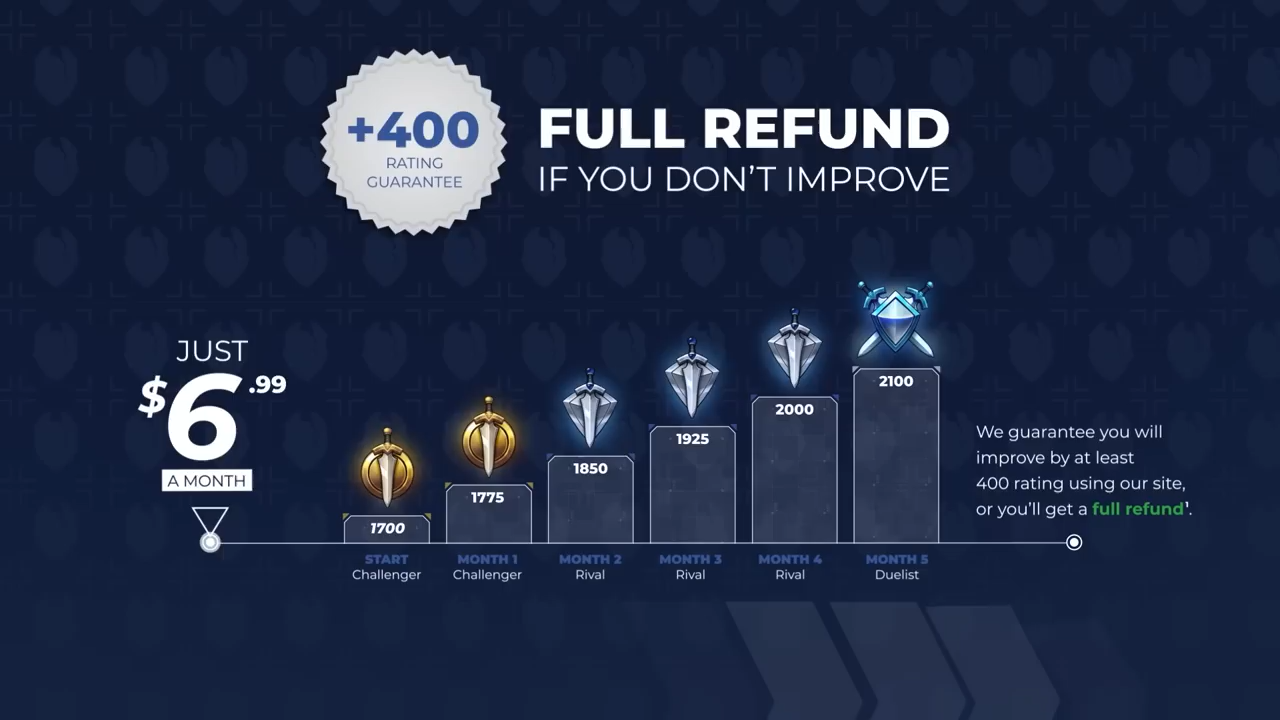 +400
RATING
GUARANTEE
FULL REFUND
IF YOU DON'T IMPROVE
JUST
$6.99
A MONTH
1700
1775
1850
1925
2000
2100
START
Challenger
MONTH 1
Challenger
MONTH 2
Rival
MONTH 3
Rival
MONTH 4
Rival
MONTH 5
Duelist
We guarantee you will
improve by at least
400 rating using our site,
or you'll get a full refund¹.